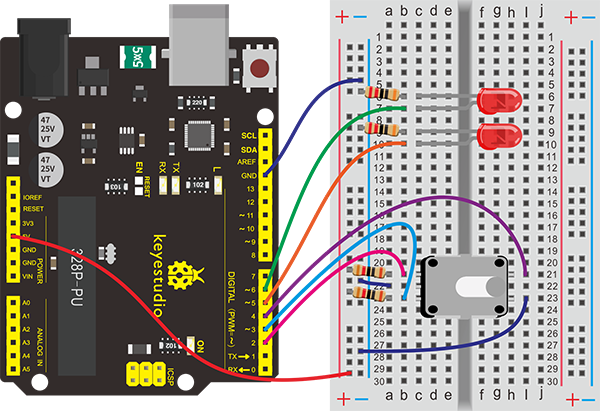 5x5
47
25V
VT
47
25V
VT
220
103
102
102
EN
RESET
RX
TX
L
SCL
SDA
AREF
GND
13
12
~11
~10
~9
8
7
~6
~5
4
~3
2
TX→1
RX←0
DIGITAL (PWM=~)
IOREF
RESET
3V3
5V
GND
GND
VIN
POWER
A0
A1
A2
A3
A4
A5
ANALOG IN
328P-PU
keyestudio
ON
ICSP
+ − a b c d e f g h i j + −
1 1
2 2
3 3
4 4
5 5
6 6
7 7
8 8
9 9
10 10
11 11
12 12
13 13
14 14
15 15
16 16
17 17
18 18
19 19
20 20
21 21
22 22
23 23
24 24
25 25
26 26
27 27
28 28
29 29
30 30
+ − a b c d e f g h i j + −